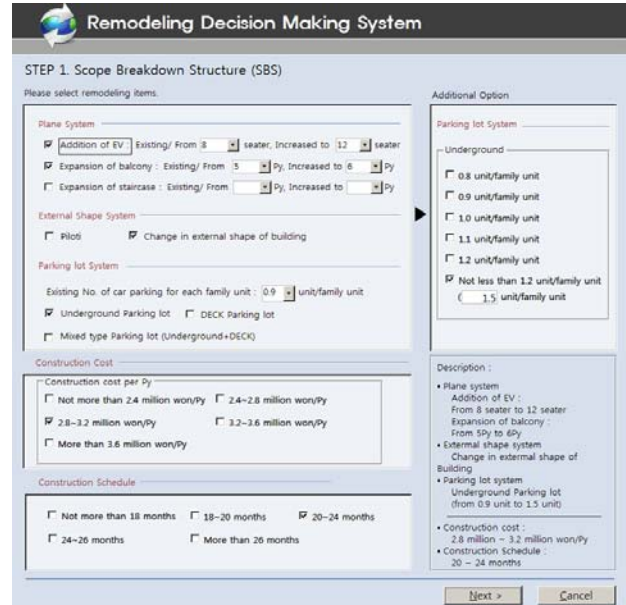 Remodeling Decision Making System
STEP 1. Scope Breakdown Structure (SBS)
Please select remodeling items.
Plane System
Addition of EV : Existing/ From 8 seater, Increased to 12 seater
Expansion of balcony : Existing/ From 5 Py, Increased to 6 Py
Expansion of staircase : Existing/ From Py, Increased to Py
External Shape System
Piloti Change in external shape of building
Parking lot System
Existing No. of car parking for each family unit : 0.9 unit/family unit
Underground Parking lot DECK Parking lot
Mixed type Parking lot (Underground+DECK)
Construction Cost
Construction cost per Py
Not more than 2.4 million won/Py 2.4~2.8 million won/Py
2.8~3.2 million won/Py 3.2~3.6 million won/Py
More than 3.6 million won/Py
Construction Schedule
Not more than 18 months 18~20 months 20~24 months
24~26 months More than 26 months
Additional Option
Parking lot System
Underground
0.8 unit/family unit
0.9 unit/family unit
1.0 unit/family unit
1.1 unit/family unit
1.2 unit/family unit
Not less than 1.2 unit/family unit
( 1.5 unit/family unit
Description :
• Plane system
Addition of EV :
From 8 seater to 12 seater
Expansion of balcony :
From 5Py to 6Py
• Extermal shape system
Change in extermal shape of
Building
• Parking lot system
Underground Parking lot
(from 0.9 unit to 1.5 unit)
• Construction cost :
2.8 million ~ 3.2 million won/Py
• Construction Schedule :
20 ~ 24 months
Next >
Cancel